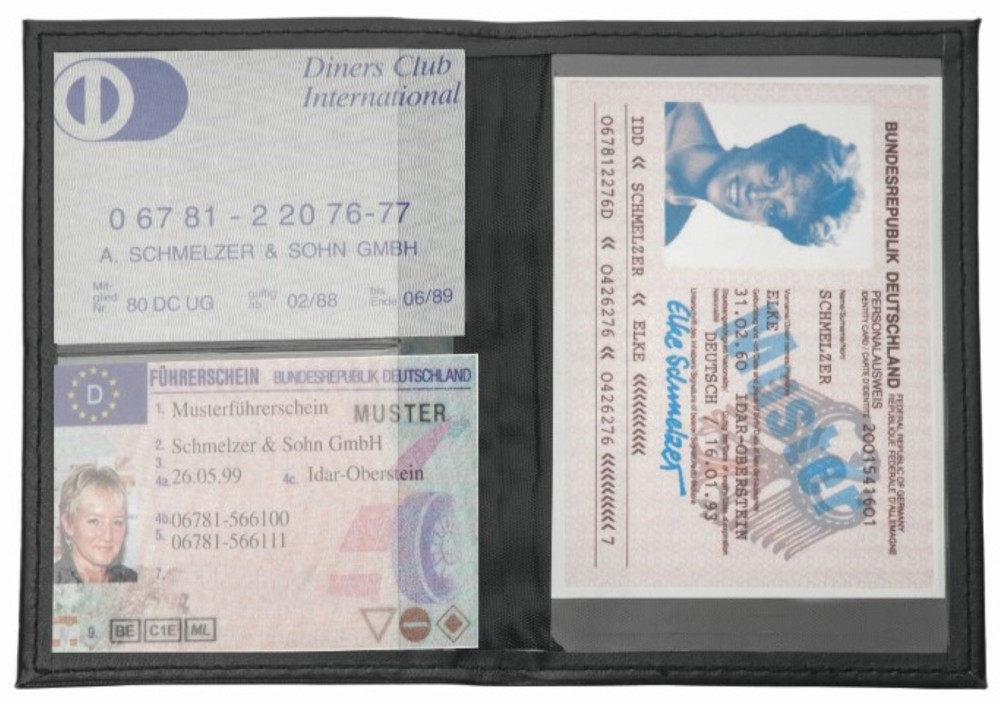 Diners Club
International
0 67 81 - 2 20 76-77
A. SCHMELZER & SOHN GMBH
Mit-
glied
Nr. 80 DC UG gültig
ab 02/88 bis
Ende 06/89
D
FÜHRERSCHEIN BUNDESREPUBLIK DEUTSCHLAND
1. Musterführerschein MUSTER
2. Schmelzer & Sohn GmbH
3.
4a. 26.05.99 4c. Idar-Oberstein
4b. 06781-566100
5. 06781-566111
7.
9. BE C1E ML
BUNDESREPUBLIK DEUTSCHLAND
FEDERAL REPUBLIC OF GERMANY
REPUBLIQUE FEDERALE D'ALLEMAGNE
PERSONALAUSWEIS
IDENTITY CARD / CARTE D'IDENTITE 2001541601
Name/Surname/Nom
SCHMELZER
ELKE
31.02.60 IDAR-OBERSTEIN
DEUTSCH 16.01.93
Muster
Elke Schmelzer
IDD << SCHMELZER << ELKE <<<<<<<<<
067812276D << 0426276 << 0426276 <<<<<<<< 7